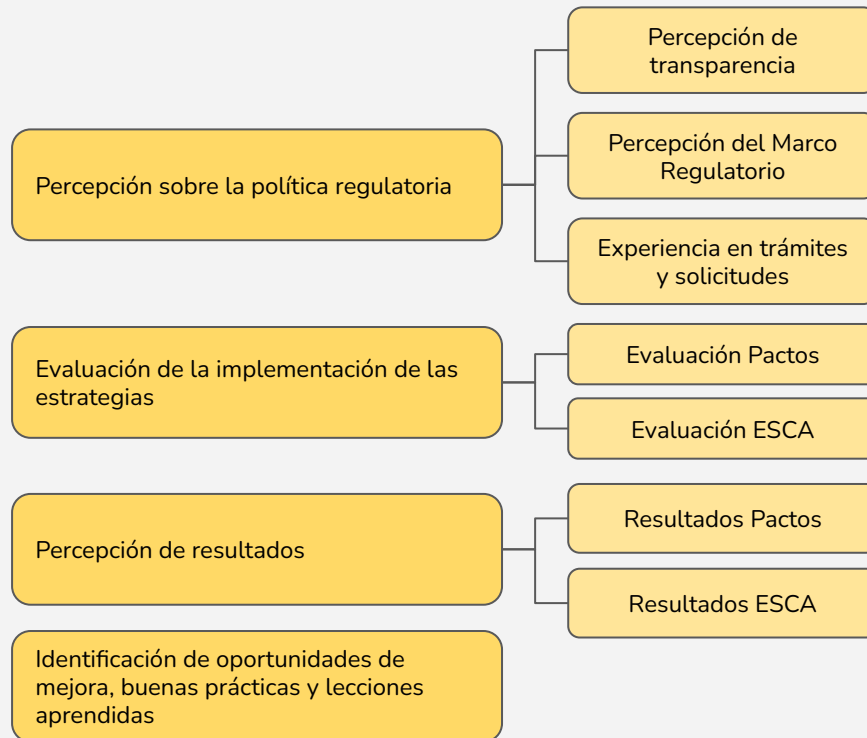 Percepción sobre la política regulatoria
Percepción de
transparencia
Percepción del Marco
Regulatorio
Experiencia en trámites
y solicitudes
Evaluación de la implementación de las
estrategias
Evaluación Pactos
Evaluación ESCA
Percepción de resultados
Resultados Pactos
Resultados ESCA
Identificación de oportunidades de
mejora, buenas prácticas y lecciones
aprendidas